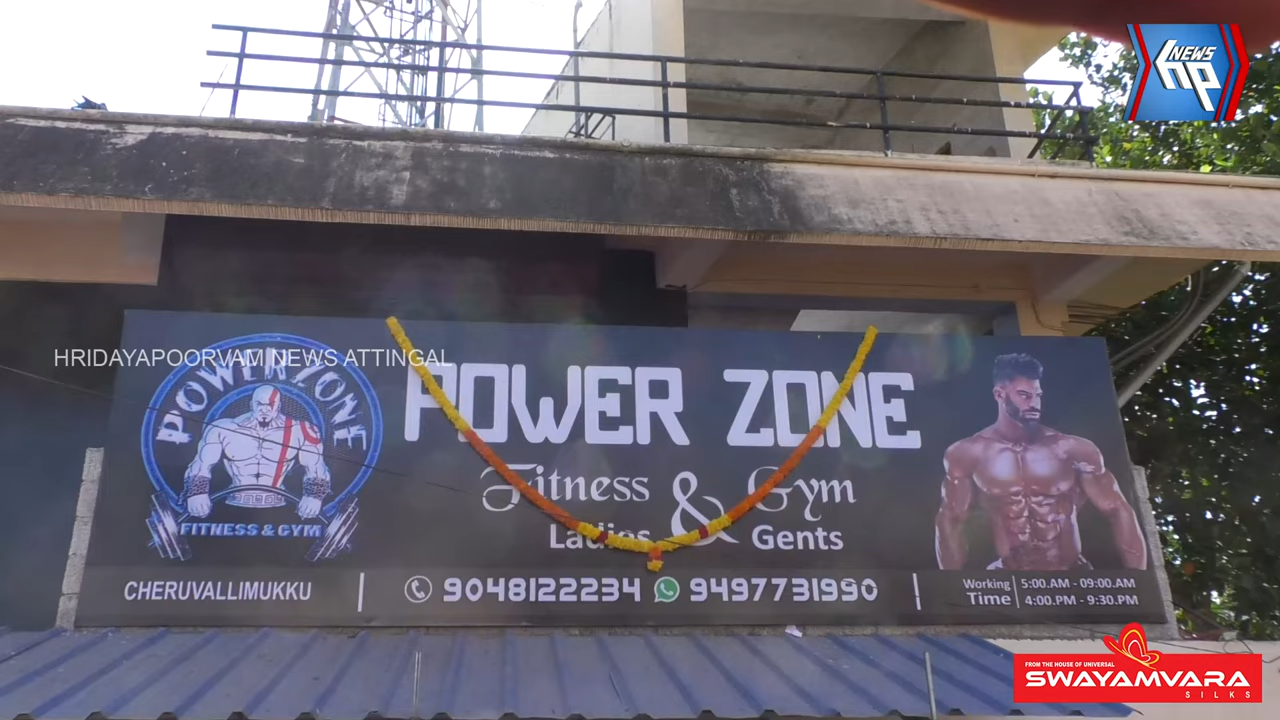 NEWS
HP
HRIDAYAPOORVAM NEWS ATTINGAL
POWER ZONE
FITNESS & GYM
POWER ZONE
Fitness & Gym
Ladies & Gents
CHERUVALLIMUKKU
9048122234
9497731990
Working Time
5:00.AM - 09:00.AM
4:00.PM - 9:30.PM
FROM THE HOUSE OF UNIVERSAL
SWAYAMVARA
SILKS